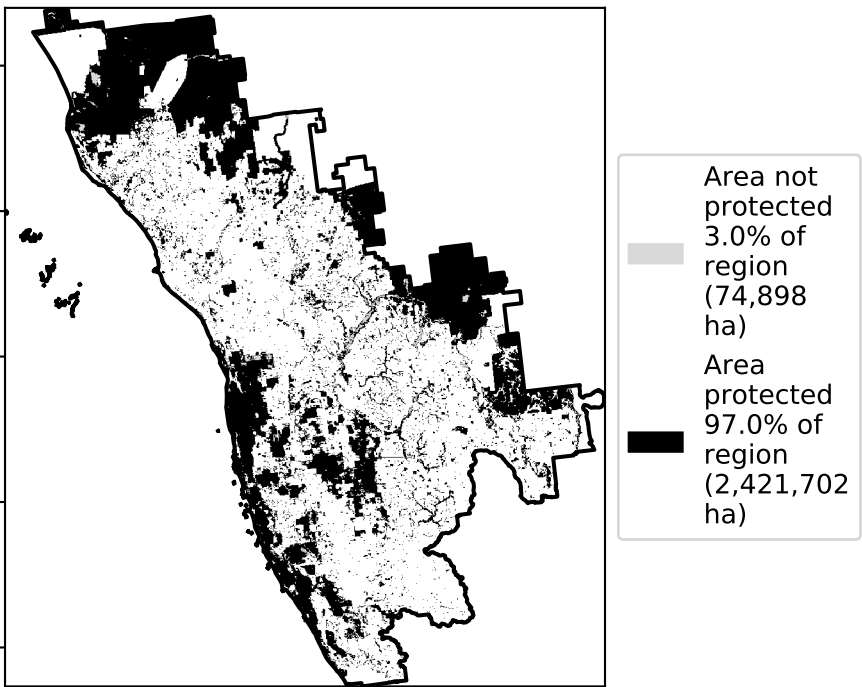 Area not
protected
3.0% of
region
(74,898
ha)
Area
protected
97.0% of
region
(2,421,702
ha)